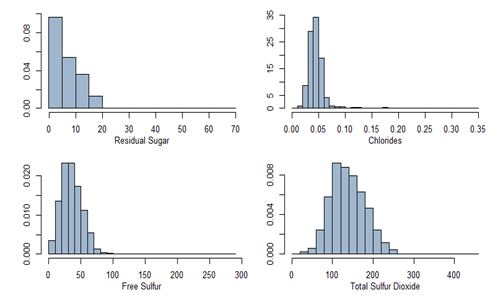 0.00 0.04 0.08
0 10 20 30 40 50 60 70
Residual Sugar
0 5 15 25 35
0.00 0.05 0.10 0.15 0.20 0.25 0.30 0.35
Chlorides
0.000 0.010 0.020
0 50 100 150 200 250 300
Free Sulfur
0.000 0.004 0.008
0 100 200 300 400
Total Sulfur Dioxide